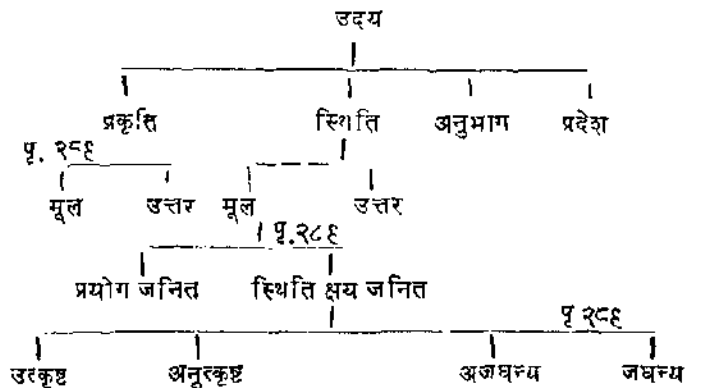 उदय
प्रकृति स्थिति अनुभाग प्रदेश
पृ. २८९
मूल उत्तर मूल उत्तर
पृ.२८९
प्रयोग जनित स्थिति क्षय जनित
पृ २८९
उत्कृष्ट अनुत्कृष्ट अजघन्य जघन्य